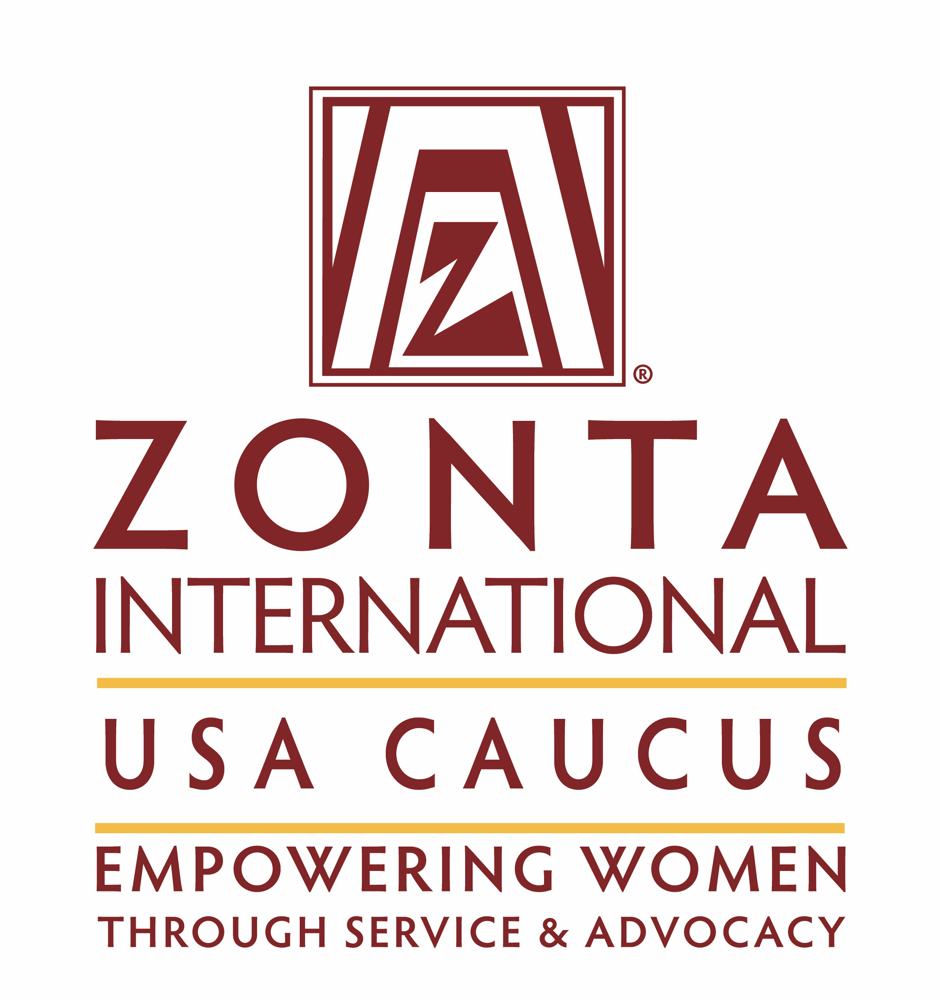 Z
®
ZONTA
INTERNATIONAL
USA CAUCUS
EMPOWERING WOMEN
THROUGH SERVICE & ADVOCACY